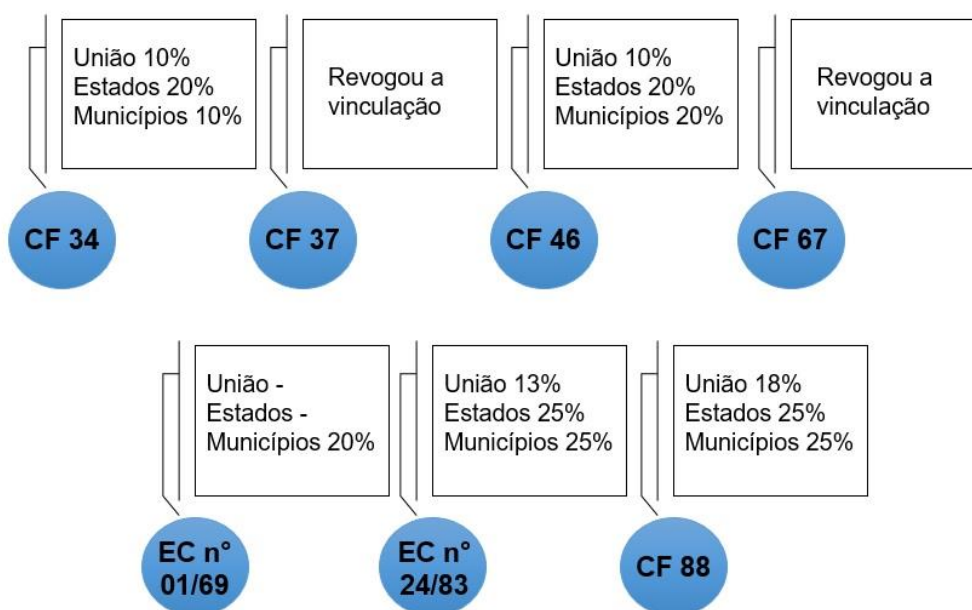 União 10%
Estados 20%
Municípios 10%
CF 34
Revogou a
vinculação
CF 37
União 10%
Estados 20%
Municípios 20%
CF 46
Revogou a
vinculação
CF 67
União -
Estados -
Municípios 20%
EC n°
01/69
União 13%
Estados 25%
Municípios 25%
EC n°
24/83
União 18%
Estados 25%
Municípios 25%
CF 88